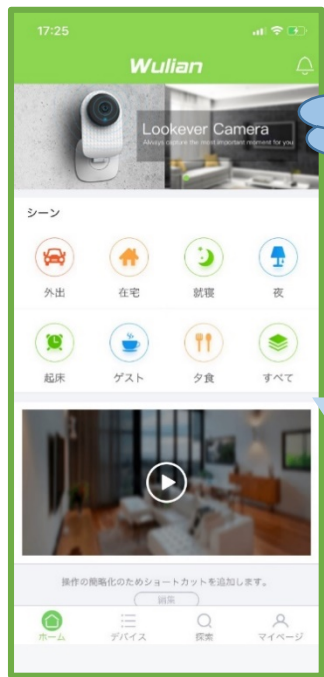 17:25
Wulian
Lookever Camera
Always capture the most important moment for you
シーン
外出 在宅 就寝 夜
起床 ゲスト 夕食 すべて
操作の簡略化のためショートカットを追加します。
編集
ホーム デバイス 探索 マイページ